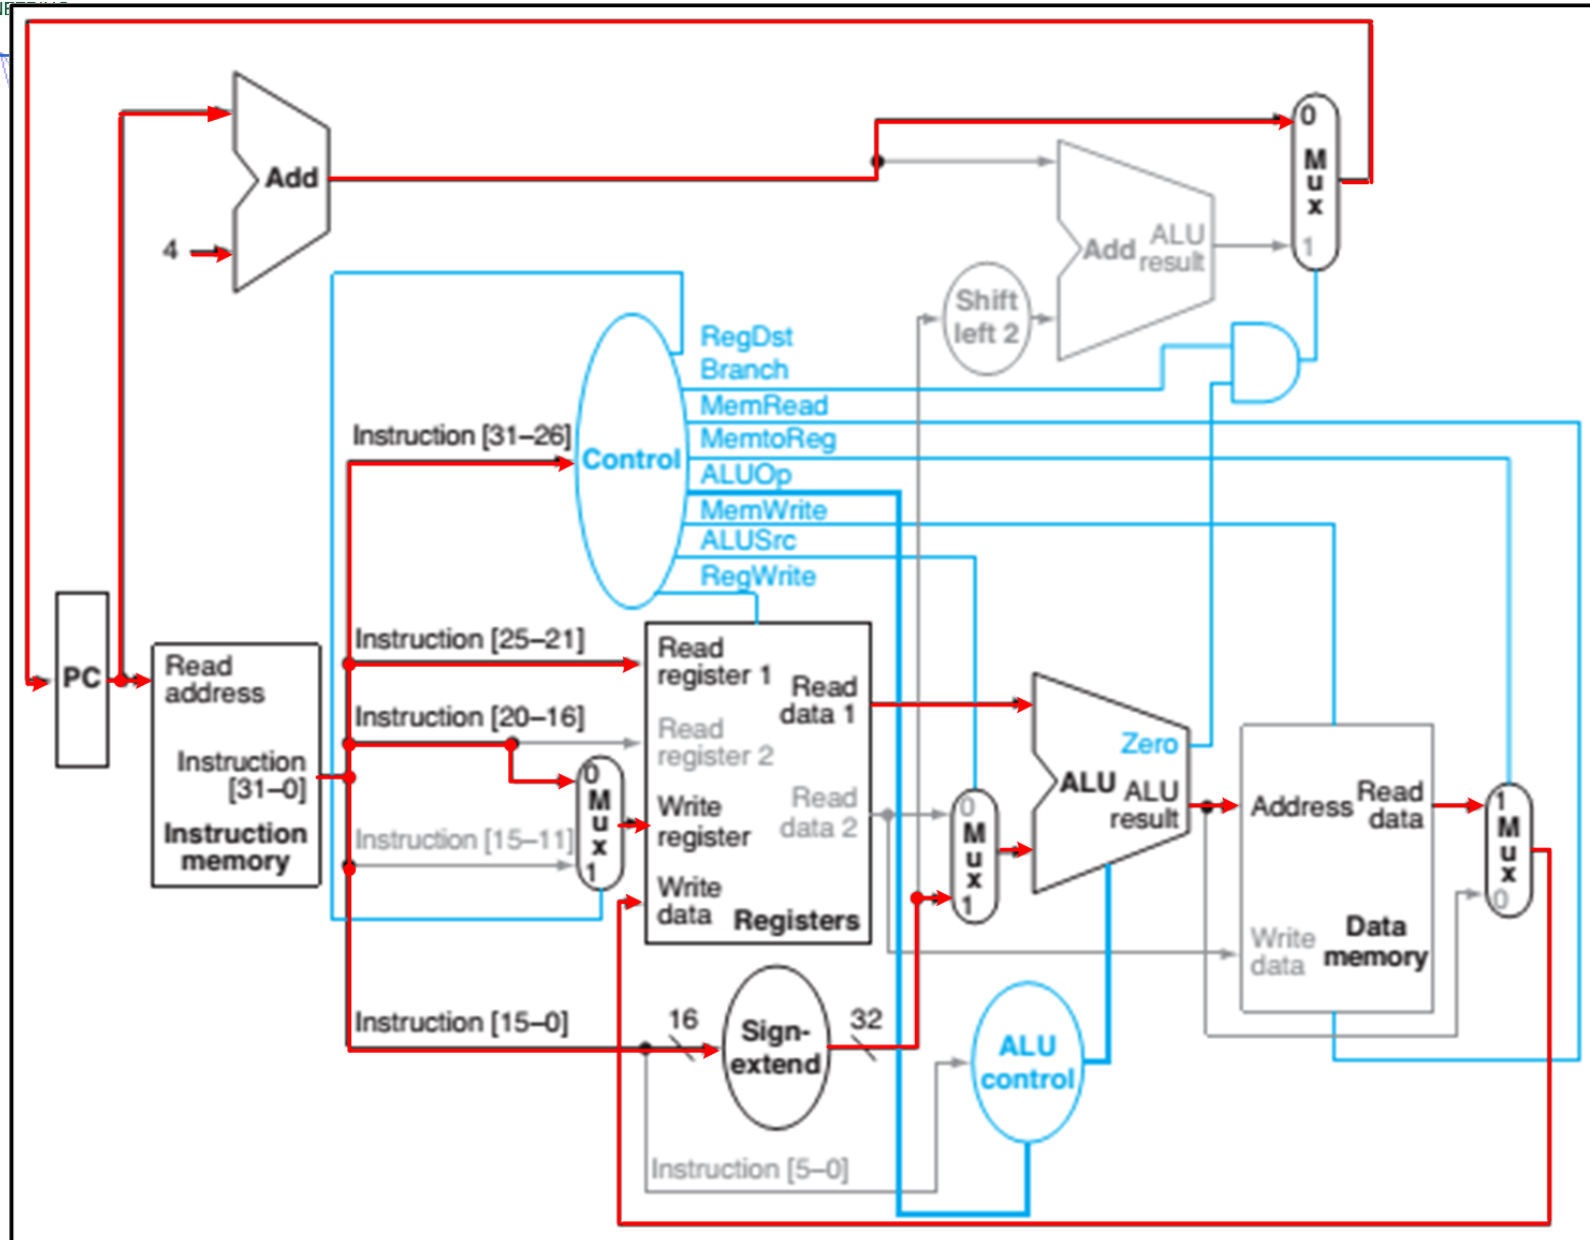 Add
4
0
M
u
x
1
Add
ALU
result
Shift
left 2
RegDst
Branch
MemRead
MemtoReg
ALUOp
MemWrite
ALUSrc
RegWrite
Control
Instruction [31–26]
Instruction [25–21]
Instruction [20–16]
Instruction [15–11]
Instruction [15–0]
Instruction [5–0]
PC
Read
address
Instruction
[31–0]
Instruction
memory
0
M
u
x
1
Read
register 1
Read
register 2
Write
register
Write
data
Read
data 1
Read
data 2
Registers
16
Sign-
extend
32
0
M
u
x
1
Zero
ALU
ALU
result
ALU
control
Address
Read
data
Write
data
Data
memory
1
M
u
x
0